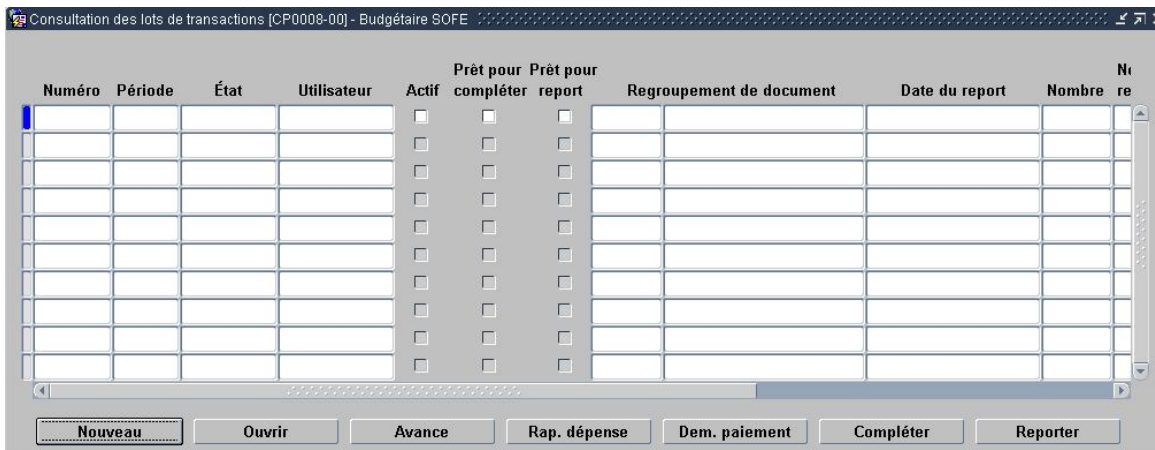 Consultation des lots de transactions [CP0008-00] - Budgétaire SOFE
Prêt pour Prêt pour
Numéro Période État Utilisateur Actif compléter report Regroupement de document Date du report Nombre re
Nouveau Ouvrir Avance Rap. dépense Dem. paiement Compléter Reporter